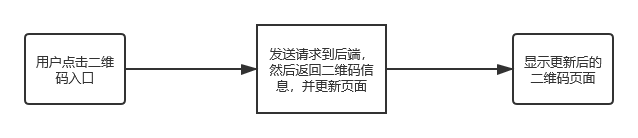 用户点击二维
码入口
发送请求到后端，
然后返回二维码信
息，并更新页面
显示更新后的
二维码页面